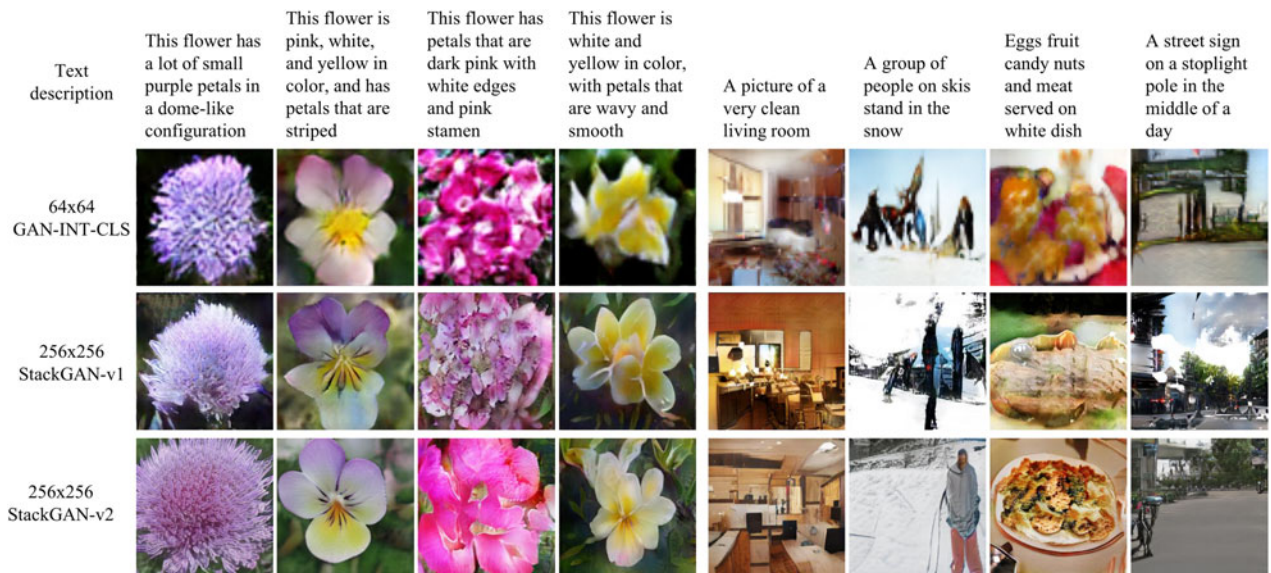 Text
description
This flower has
a lot of small
purple petals in
a dome-like
configuration
This flower is
pink, white,
and yellow in
color, and has
petals that are
striped
This flower has
petals that are
dark pink with
white edges
and pink
stamen
This flower is
white and
yellow in color,
with petals that
are wavy and
smooth
A picture of a
very clean
living room
A group of
people on skis
stand in the
snow
Eggs fruit
candy nuts
and meat
served on
white dish
A street sign
on a stoplight
pole in the
middle of a
day
64x64
GAN-INT-CLS
256x256
StackGAN-v1
256x256
StackGAN-v2